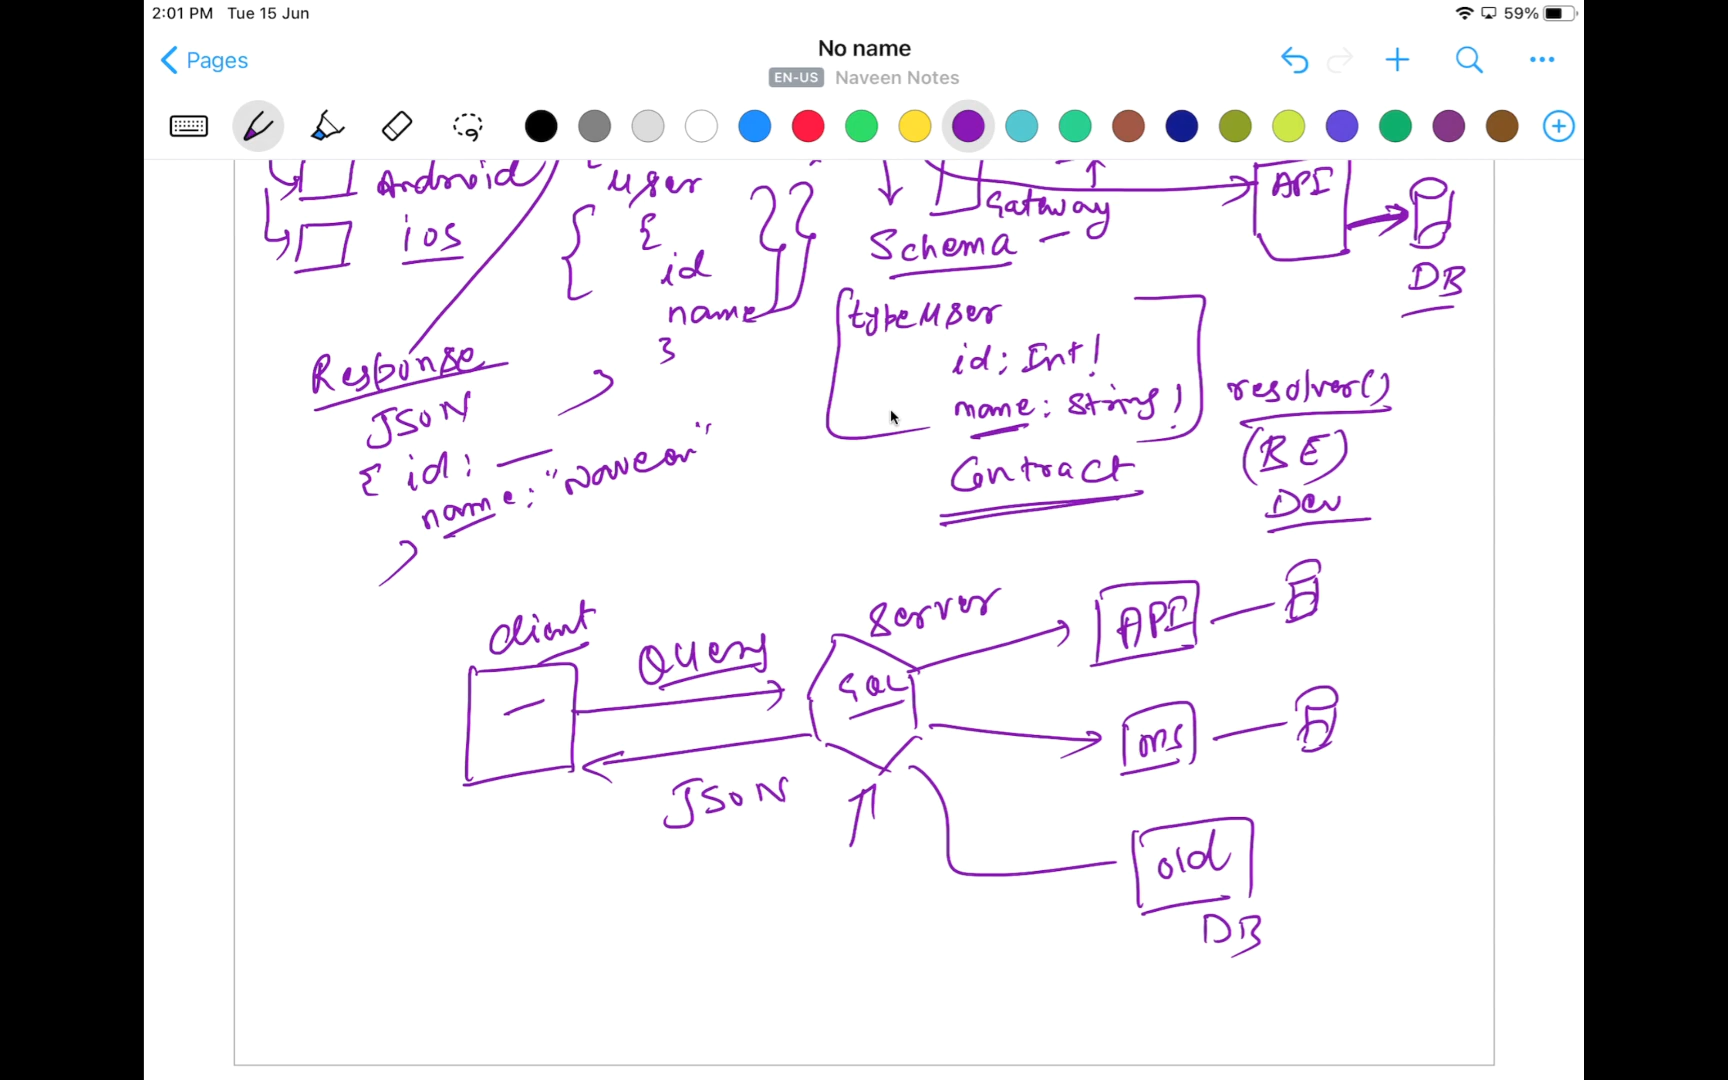 2:01 PM Tue 15 Jun
59%
Pages
No name
EN-US Naveen Notes
Android
ios
user
{ {
id
name } }
}
Gateway
Schema -
API
DB
type User
id: Int!
name: String!
Contract
resolver()
(BE)
Dev
Response
JSON
{ id: —
name: "Naveen"
}
client
Query
Server
GQL
JSON
API
ms
old
DB